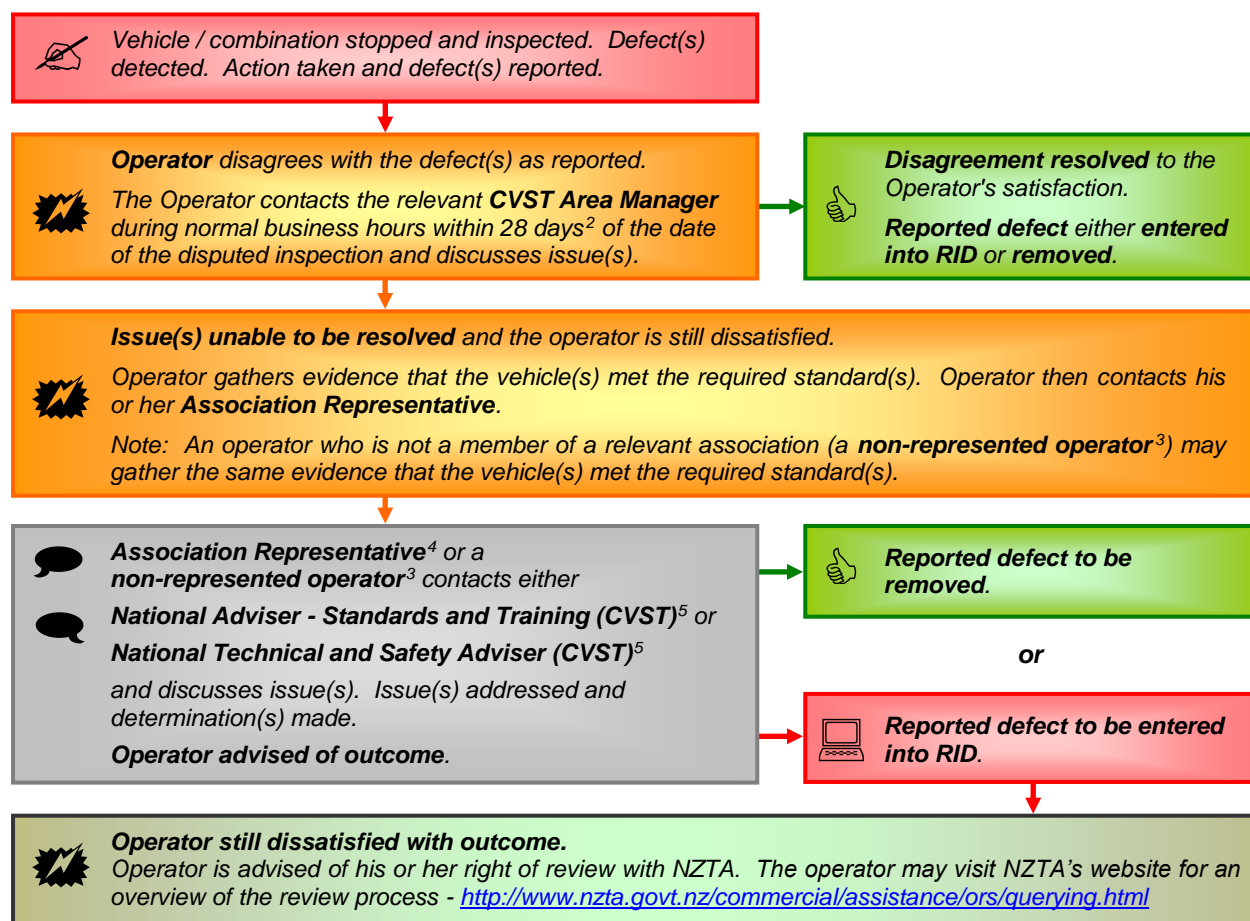 Vehicle / combination stopped and inspected. Defect(s)
detected. Action taken and defect(s) reported.
Operator disagrees with the defect(s) as reported.
The Operator contacts the relevant CVST Area Manager
during normal business hours within 28 days² of the date
of the disputed inspection and discusses issue(s).
Disagreement resolved to the
Operator's satisfaction.
Reported defect either entered
into RID or removed.
Issue(s) unable to be resolved and the operator is still dissatisfied.
Operator gathers evidence that the vehicle(s) met the required standard(s). Operator then contacts his
or her Association Representative.
Note: An operator who is not a member of a relevant association (a non-represented operator³) may
gather the same evidence that the vehicle(s) met the required standard(s).
Association Representative⁴ or a
non-represented operator³ contacts either
National Adviser - Standards and Training (CVST)⁵ or
National Technical and Safety Adviser (CVST)⁵
and discusses issue(s). Issue(s) addressed and
determination(s) made.
Operator advised of outcome.
Reported defect to be
removed.
or
Reported defect to be entered
into RID.
Operator still dissatisfied with outcome.
Operator is advised of his or her right of review with NZTA. The operator may visit NZTA's website for an
overview of the review process - http://www.nzta.govt.nz/commercial/assistance/ors/querying.html